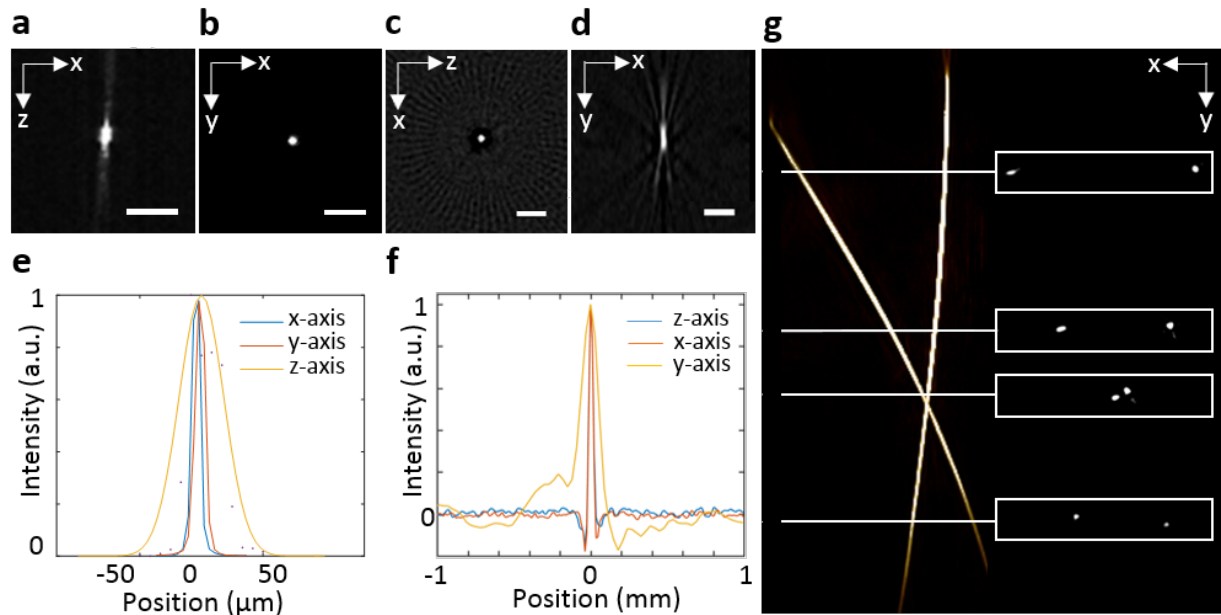 a
b
c
d
g
x
z
x
y
z
x
x
y
x
y
e
f
1
x-axis
y-axis
z-axis
Intensity (a.u.)
0
-50
0
50
Position (µm)
1
z-axis
x-axis
y-axis
Intensity (a.u.)
0
-1
0
1
Position (mm)